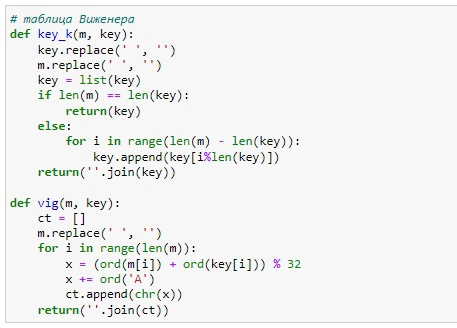 # таблица Виженера
def key_k(m, key):
    key.replace(' ', '')
    m.replace(' ', '')
    key = list(key)
    if len(m) == len(key):
        return(key)
    else:
        for i in range(len(m) - len(key)):
            key.append(key[i%len(key)])
    return(''.join(key))

def vig(m, key):
    ct = []
    m.replace(' ', '')
    for i in range(len(m)):
        x = (ord(m[i]) + ord(key[i])) % 32
        x += ord('A')
        ct.append(chr(x))
    return(''.join(ct))